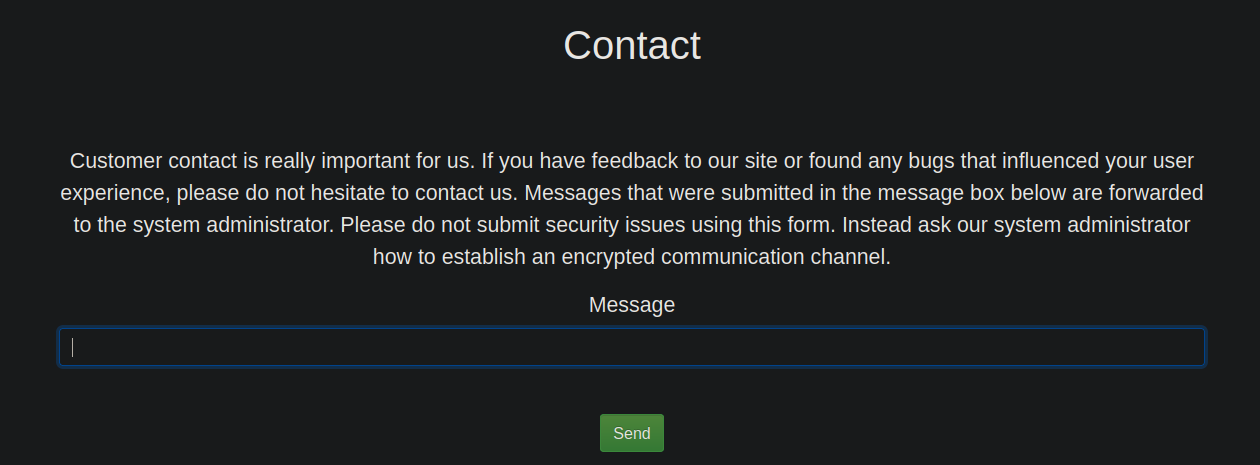 Contact
Customer contact is really important for us. If you have feedback to our site or found any bugs that influenced your user
experience, please do not hesitate to contact us. Messages that were submitted in the message box below are forwarded
to the system administrator. Please do not submit security issues using this form. Instead ask our system administrator
how to establish an encrypted communication channel.
Message
Send